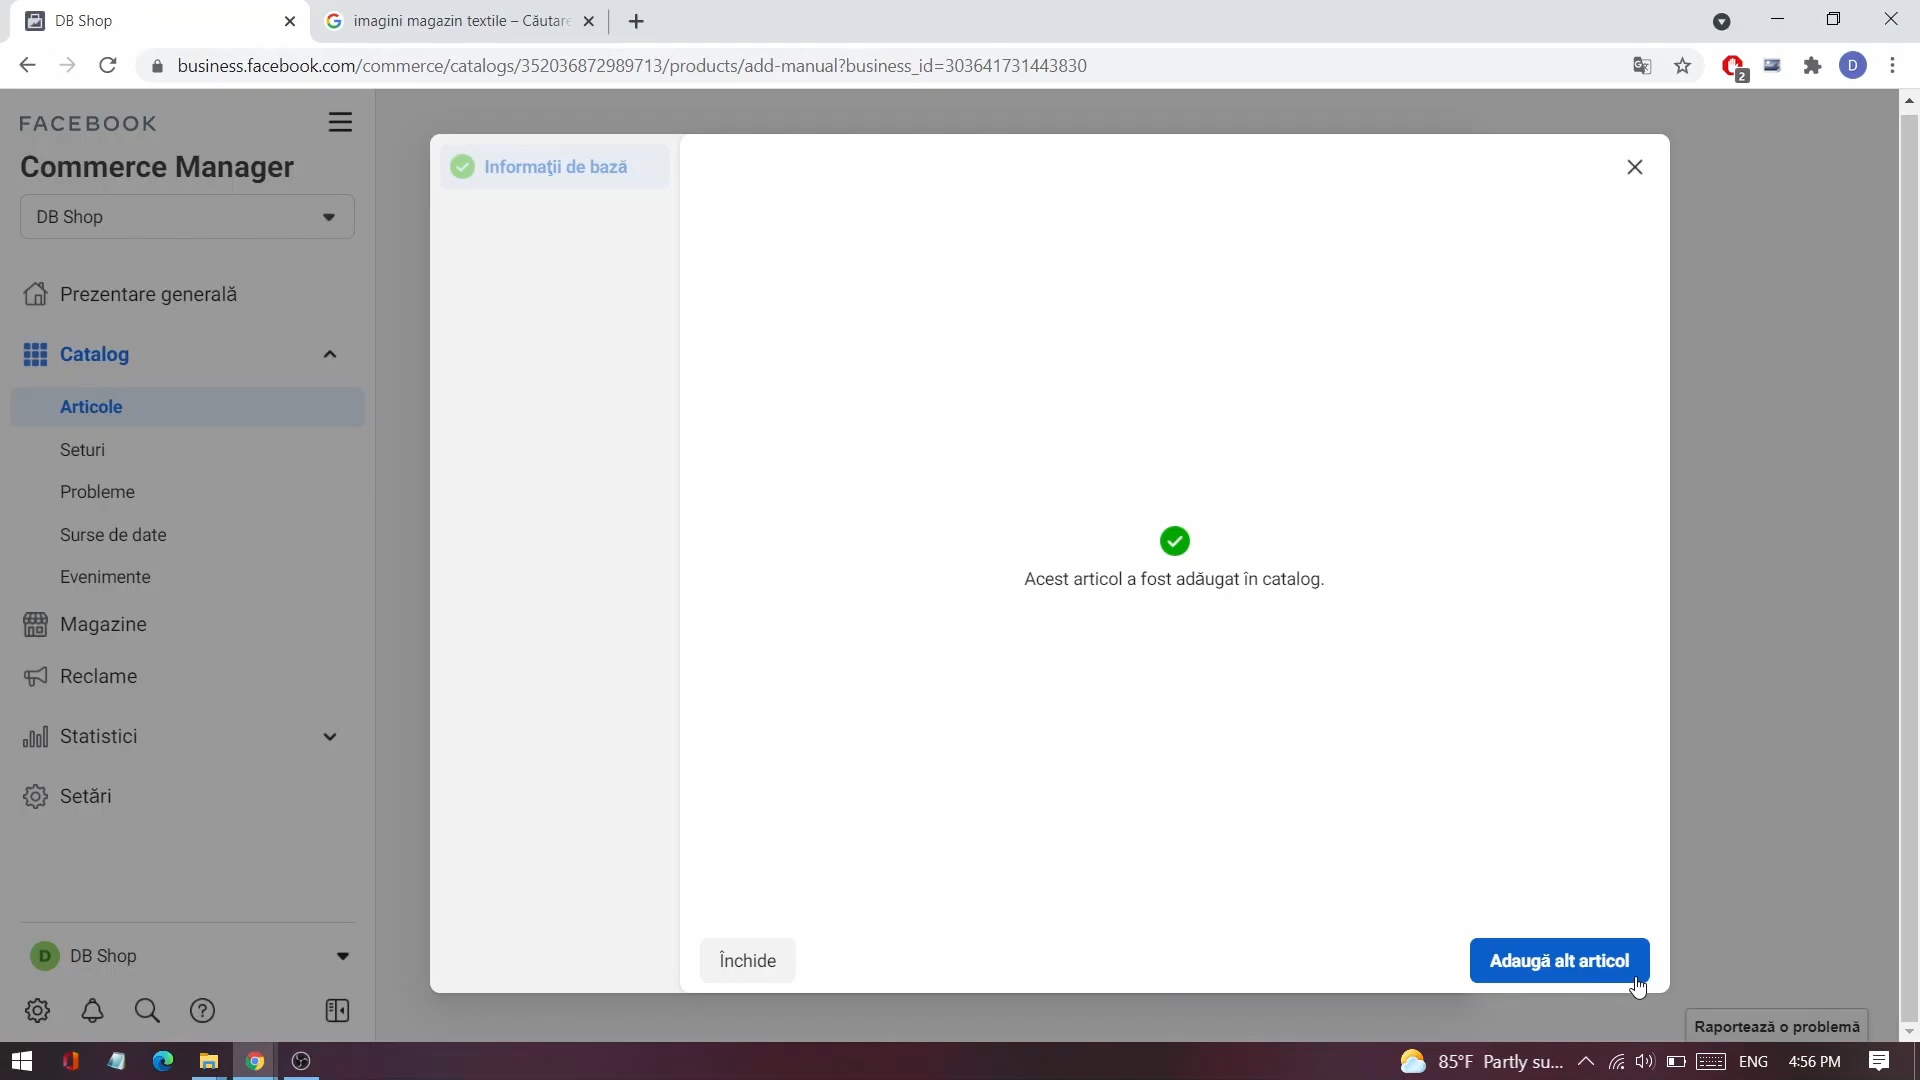 DB Shop
imagini magazin textile – Căutare
business.facebook.com/commerce/catalogs/352036872989713/products/add-manual?business_id=303641731443830
2
D
FACEBOOK
Commerce Manager
DB Shop
Prezentare generală
Catalog
Articole
Seturi
Probleme
Surse de date
Evenimente
Magazine
Reclame
Statistici
Setări
D DB Shop
Informații de bază
Acest articol a fost adăugat în catalog.
Închide
Adaugă alt articol
Raportează o problemă
85°F Partly su...
ENG
4:56 PM